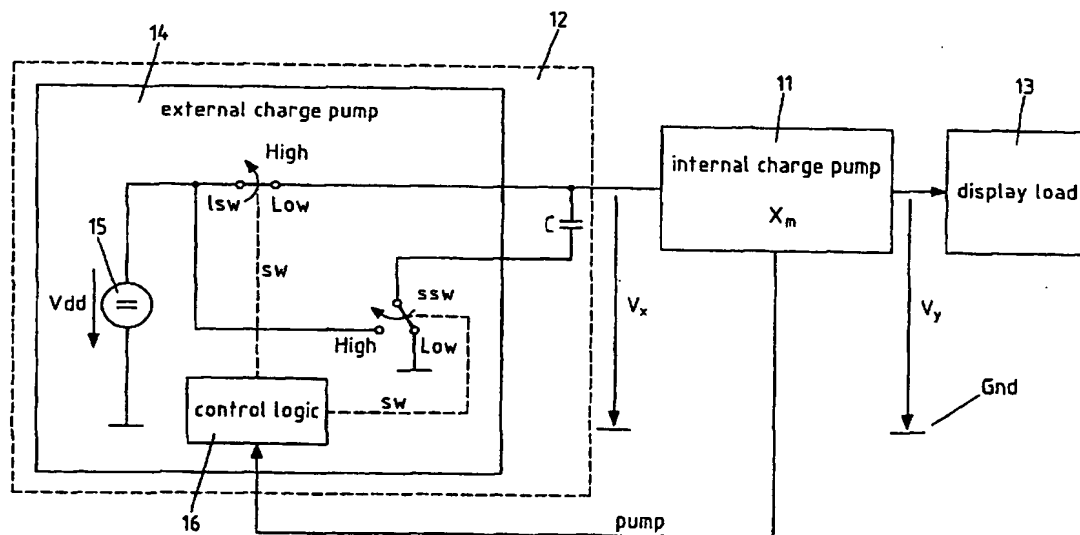 14
12
external charge pump
11
13
High
lsw
Low
internal charge pump
Xm
display load
15
C
Vdd
sw
ssw
High
Low
Vx
Vy
control logic
sw
Gnd
16
pump